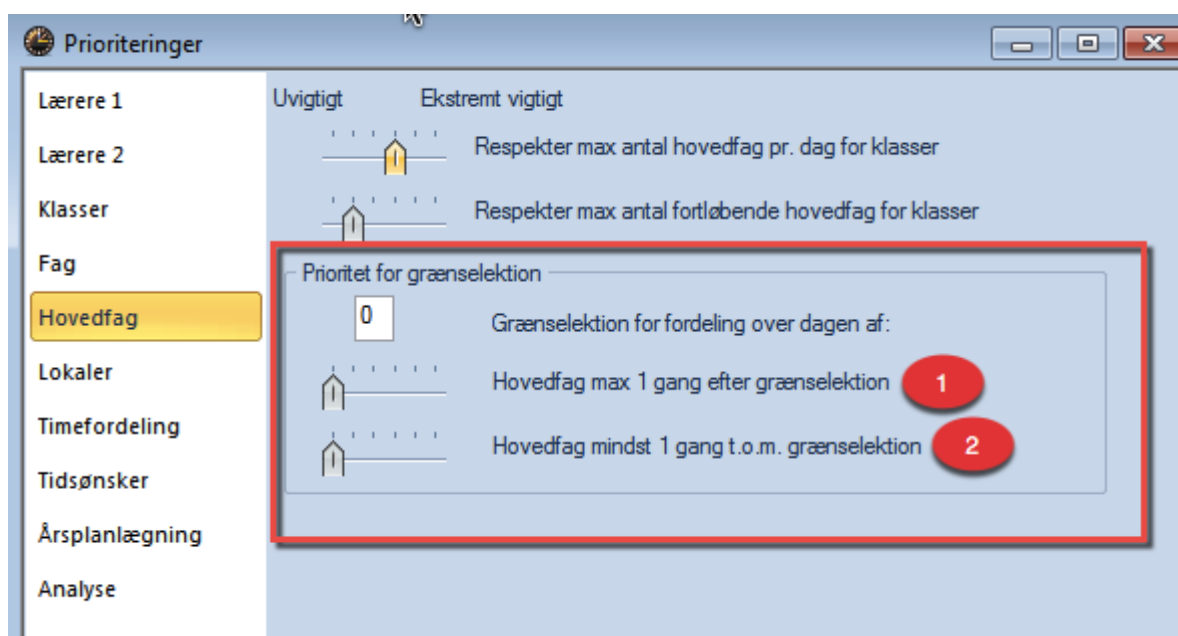 Prioriteringer
Lærere 1
Lærere 2
Klasser
Fag
Hovedfag
Lokaler
Timefordeling
Tidsønsker
Årsplanlægning
Analyse
Uvigtigt Ekstremt vigtigt
Respekter max antal hovedfag pr. dag for klasser
Respekter max antal fortløbende hovedfag for klasser
Prioritet for grænselektion
0 Grænselektion for fordeling over dagen af:
Hovedfag max 1 gang efter grænselektion 1
Hovedfag mindst 1 gang t.o.m. grænselektion 2